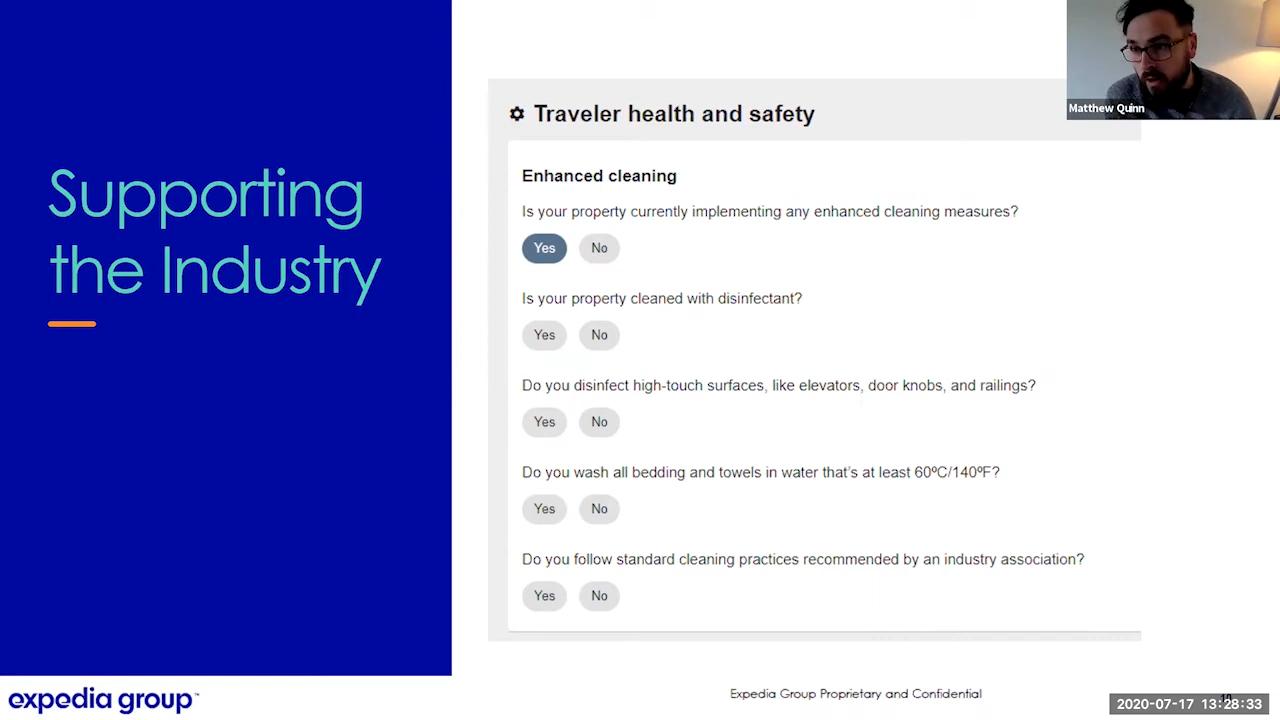 Supporting
the Industry
Traveler health and safety
Matthew Quinn
Enhanced cleaning
Is your property currently implementing any enhanced cleaning measures?
Yes No
Is your property cleaned with disinfectant?
Yes No
Do you disinfect high-touch surfaces, like elevators, door knobs, and railings?
Yes No
Do you wash all bedding and towels in water that's at least 60ºC/140ºF?
Yes No
Do you follow standard cleaning practices recommended by an industry association?
Yes No
expedia group™
Expedia Group Proprietary and Confidential
2020-07-17 13:28:33